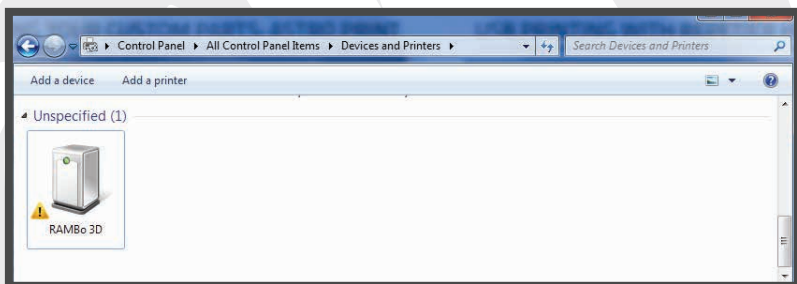 Control Panel ▸ All Control Panel Items ▸ Devices and Printers ▸
Search Devices and Printers
Add a device Add a printer
Unspecified (1)
RAMBo 3D